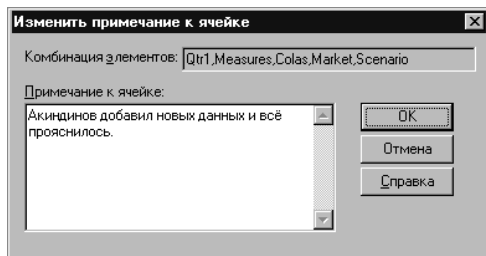 Изменить примечание к ячейке
Комбинация элементов: Qtr1,Measures,Colas,Market,Scenario
Примечание к ячейке:
Акиндинов добавил новых данных и всё
прояснилось.
OK
Отмена
Справка